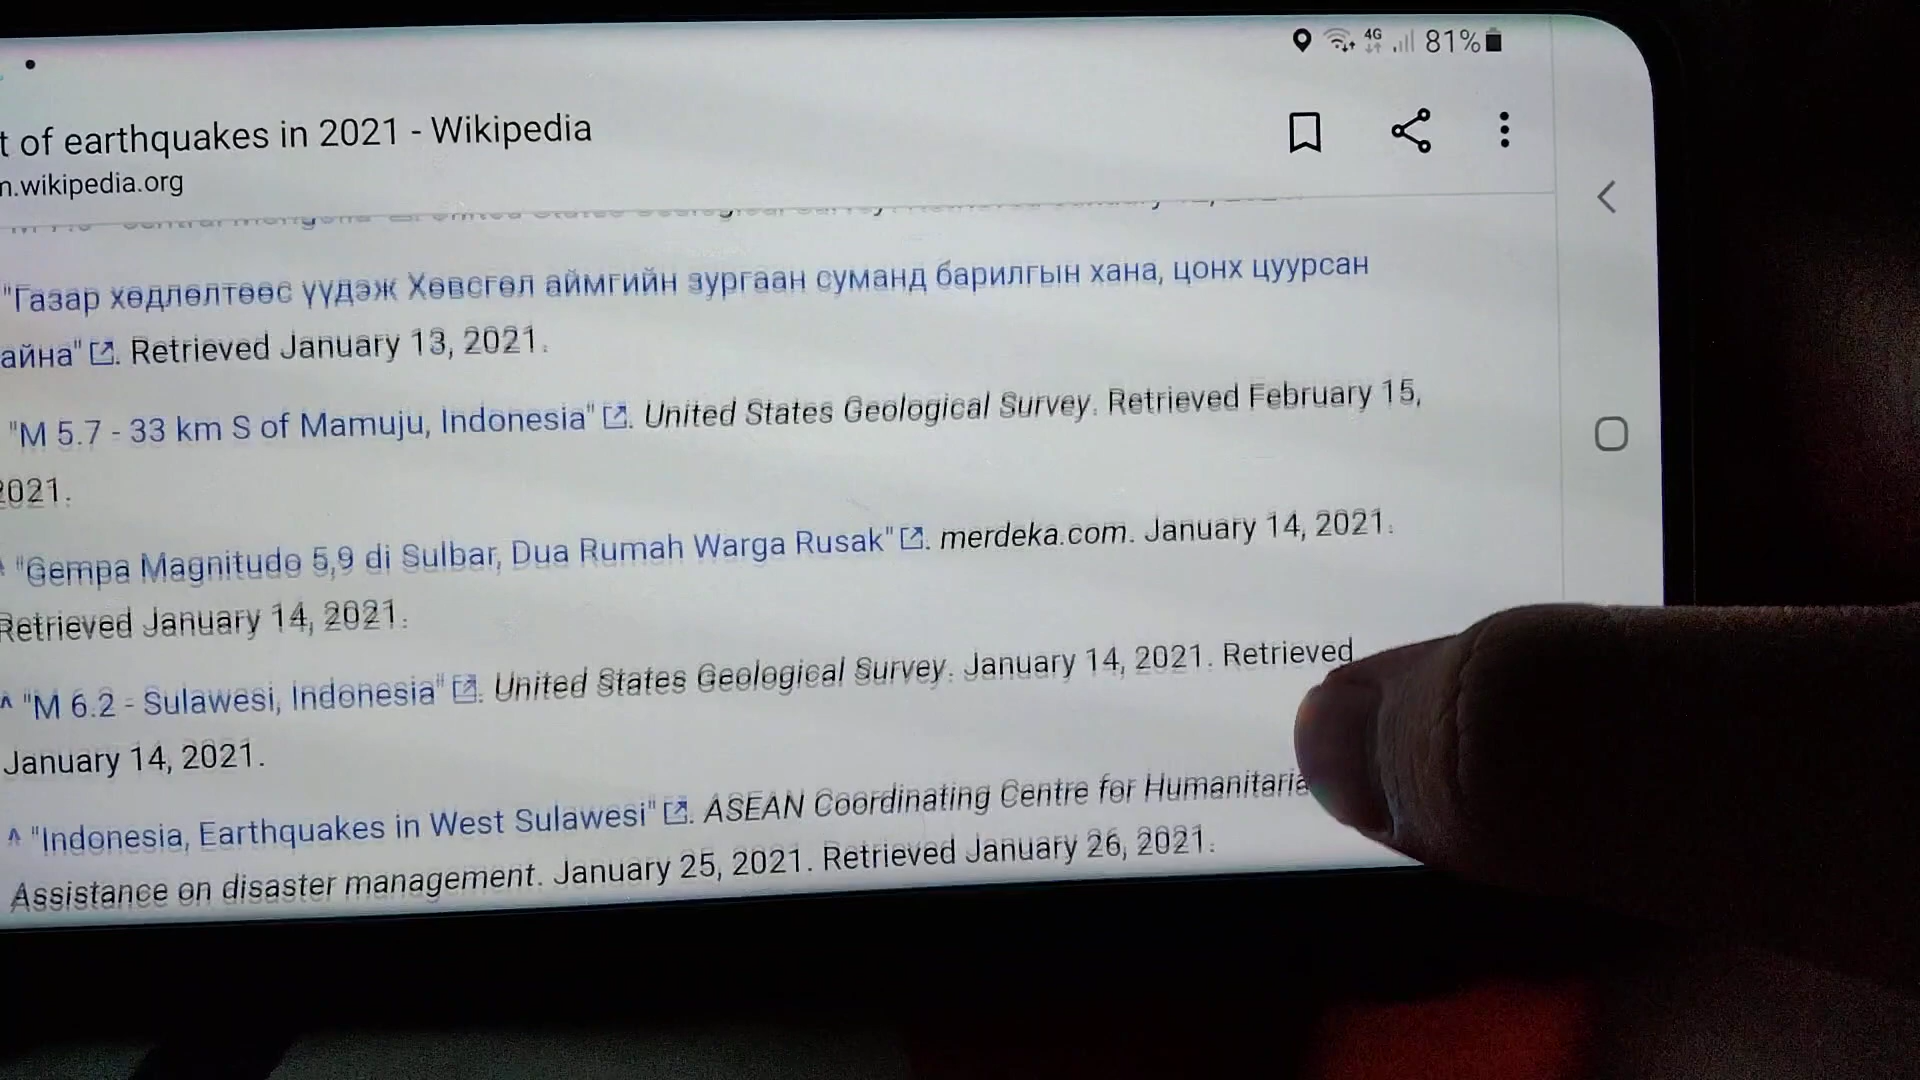 4G 81%
t of earthquakes in 2021 - Wikipedia
n.wikipedia.org
"Газар хөдлөлтөөс үүдэж Хөвсгөл аймгийн зургаан суманд барилгын хана, цонх цуурсан
айна". Retrieved January 13, 2021.
"M 5.7 - 33 km S of Mamuju, Indonesia". United States Geological Survey. Retrieved February 15,
2021.
^ "Gempa Magnitudo 5,9 di Sulbar, Dua Rumah Warga Rusak". merdeka.com. January 14, 2021.
Retrieved January 14, 2021.
^ "M 6.2 - Sulawesi, Indonesia". United States Geological Survey. January 14, 2021. Retrieved
January 14, 2021.
^ "Indonesia, Earthquakes in West Sulawesi". ASEAN Coordinating Centre for Humanitaria
Assistance on disaster management. January 25, 2021. Retrieved January 26, 2021.